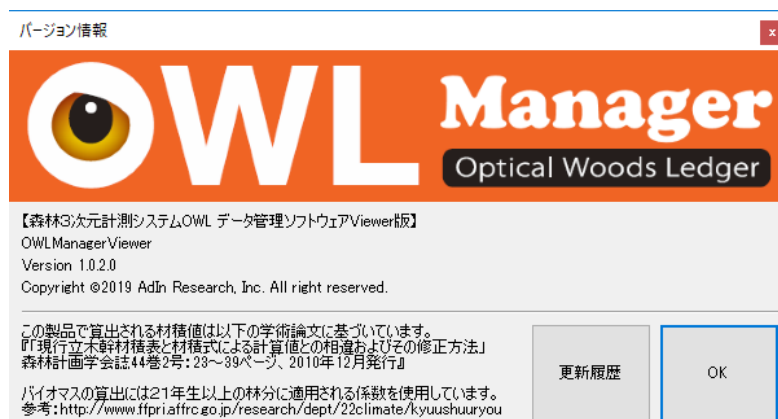 バージョン情報
x
OWL Manager
Optical Woods Ledger
【森林3次元計測システムOWL データ管理ソフトウェアViewer版】
OWLManagerViewer
Version 1.0.2.0
Copyright ©2019 AdIn Research, Inc. All right reserved.
この製品で算出される材積値は以下の学術論文に基づいています。
『「現行立木幹材積表と材積式による計算値との相違およびその修正方法」
森林計画学会誌44巻2号:23～39ページ、2010年12月発行』
バイオマスの算出には21年生以上の林分に適用される係数を使用しています。
参考:http://www.ffpri.affrc.go.jp/research/dept/22climate/kyuushuuryou
更新履歴
OK